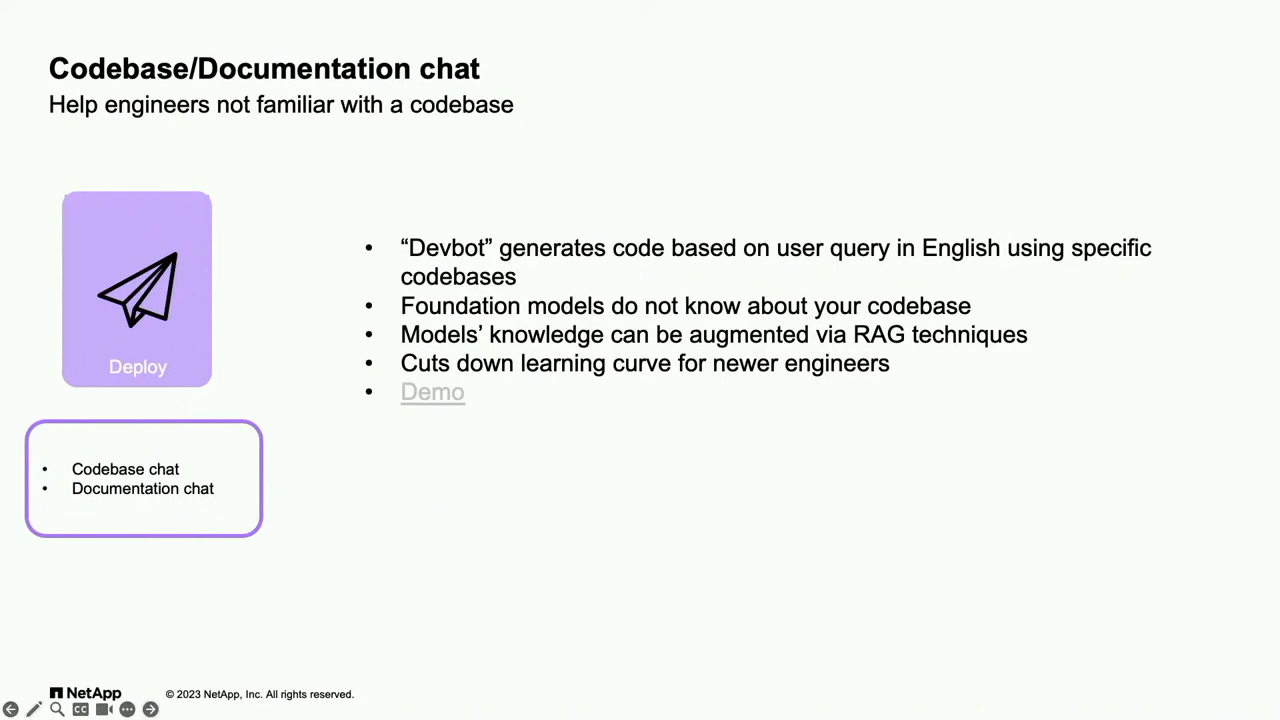 Codebase/Documentation chat
Help engineers not familiar with a codebase
Deploy
• Codebase chat
• Documentation chat
• “Devbot” generates code based on user query in English using specific
codebases
• Foundation models do not know about your codebase
• Models’ knowledge can be augmented via RAG techniques
• Cuts down learning curve for newer engineers
• Demo
NetApp
© 2023 NetApp, Inc. All rights reserved.
CC